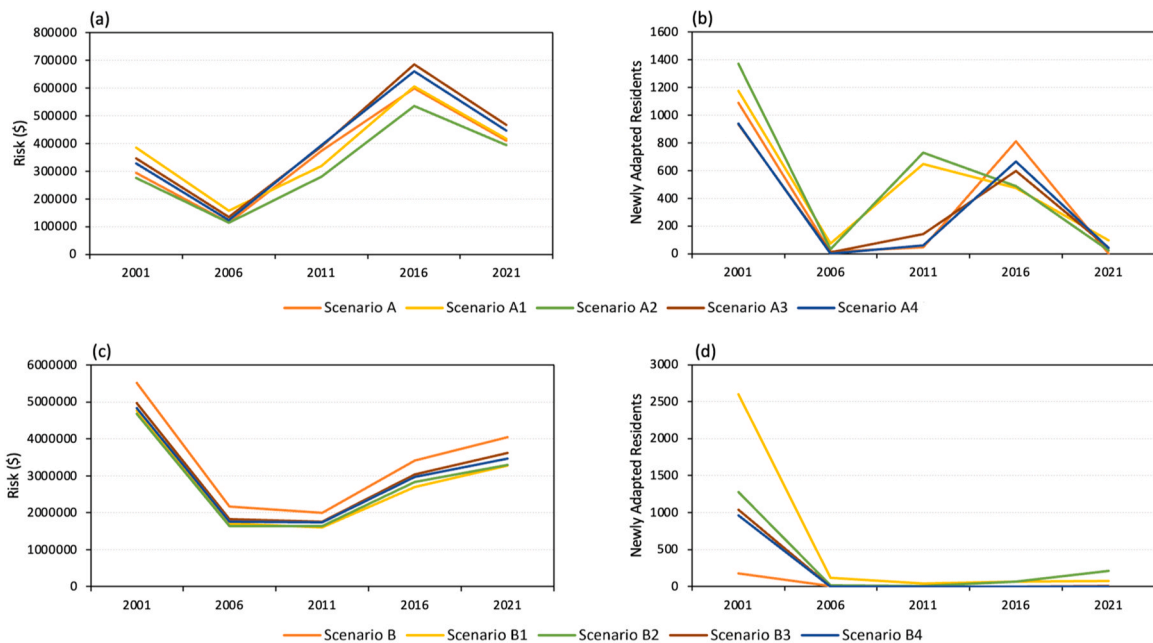 (a)
800000
700000
600000
500000
400000
300000
200000
100000
0
Risk ($)
2001 2006 2011 2016 2021
(b)
1600
1400
1200
1000
800
600
400
200
0
Newly Adapted Residents
2001 2006 2011 2016 2021
Scenario A Scenario A1 Scenario A2 Scenario A3 Scenario A4
(c)
6000000
5000000
4000000
3000000
2000000
1000000
0
Risk ($)
2001 2006 2011 2016 2021
(d)
3000
2500
2000
1500
1000
500
0
Newly Adapted Residents
2001 2006 2011 2016 2021
Scenario B Scenario B1 Scenario B2 Scenario B3 Scenario B4